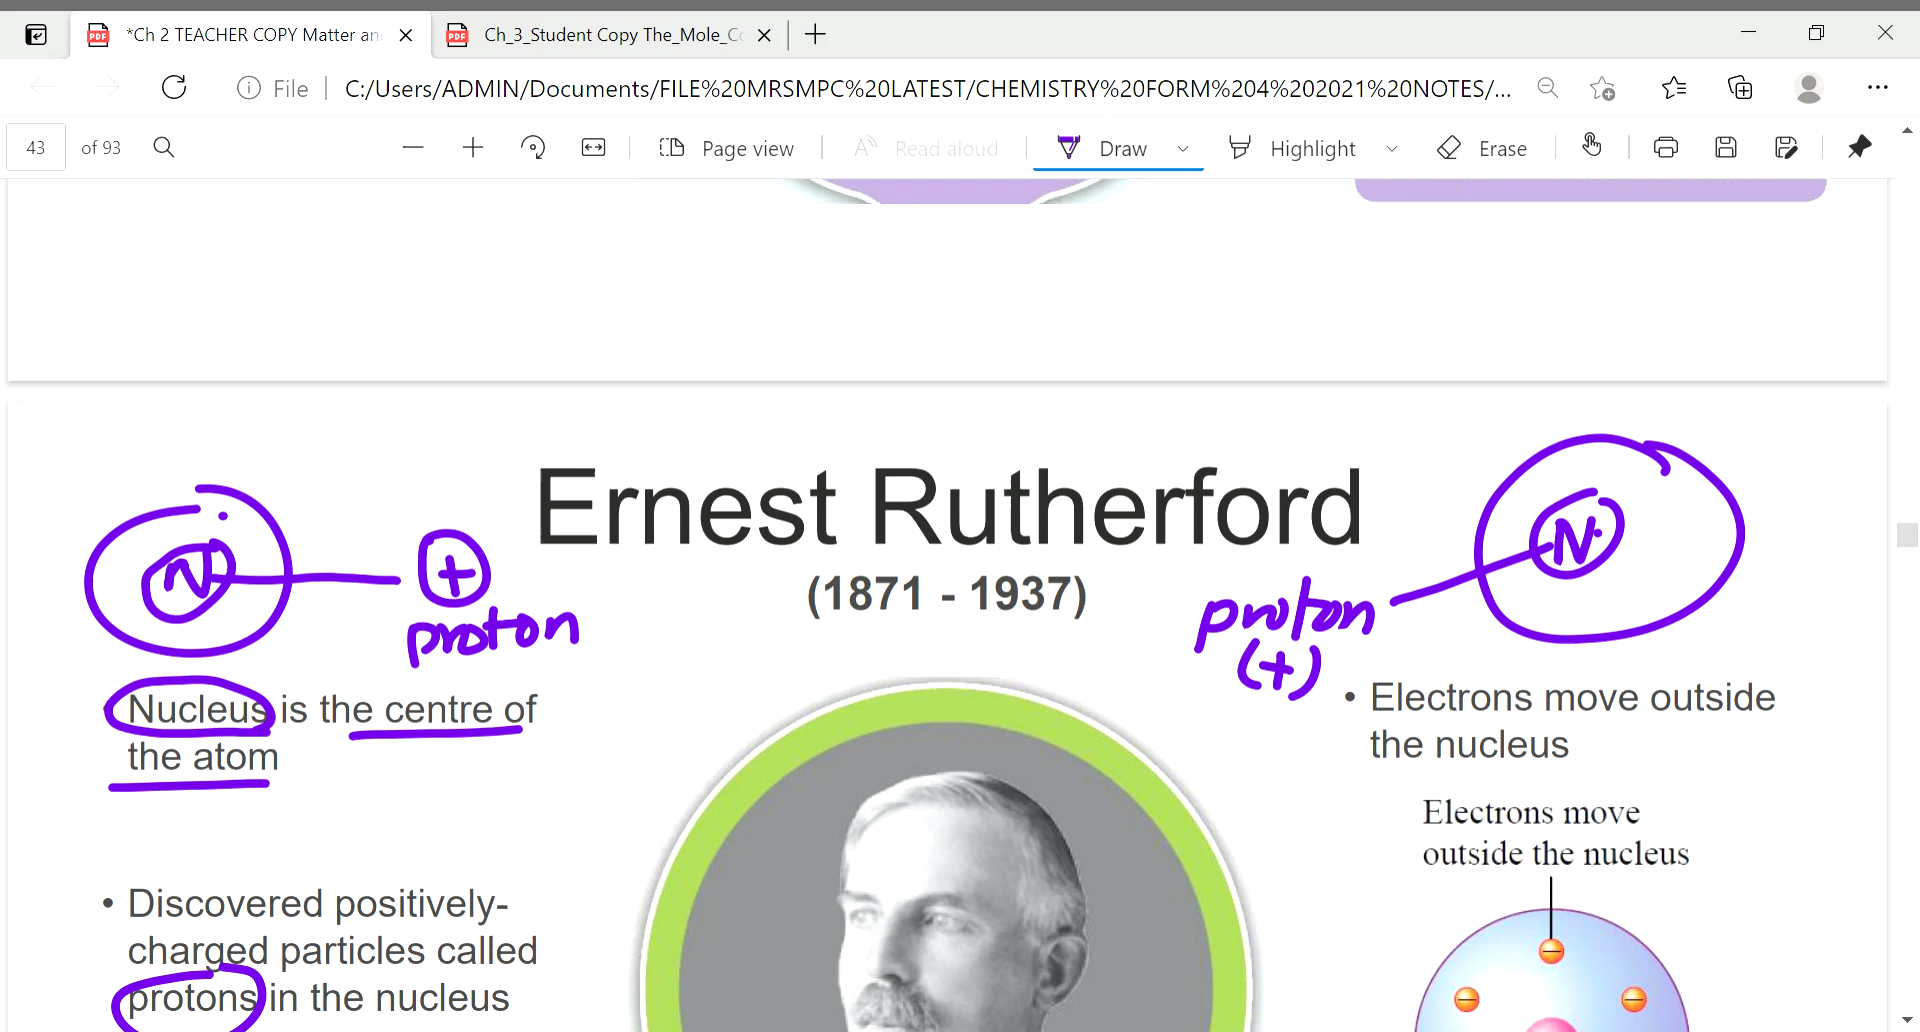 *Ch 2 TEACHER COPY Matter an
Ch_3_Student Copy The_Mole_Co
File
C:/Users/ADMIN/Documents/FILE%20MRSMPC%20LATEST/CHEMISTRY%20FORM%204%202021%20NOTES/...
43 of 93
Page view
Read aloud
Draw
Highlight
Erase
Ernest Rutherford
(1871 - 1937)
N
+
proton
N
proton
(+)
Nucleus is the centre of
the atom
• Discovered positively-
charged particles called
protons in the nucleus
• Electrons move outside
the nucleus
Electrons move
outside the nucleus